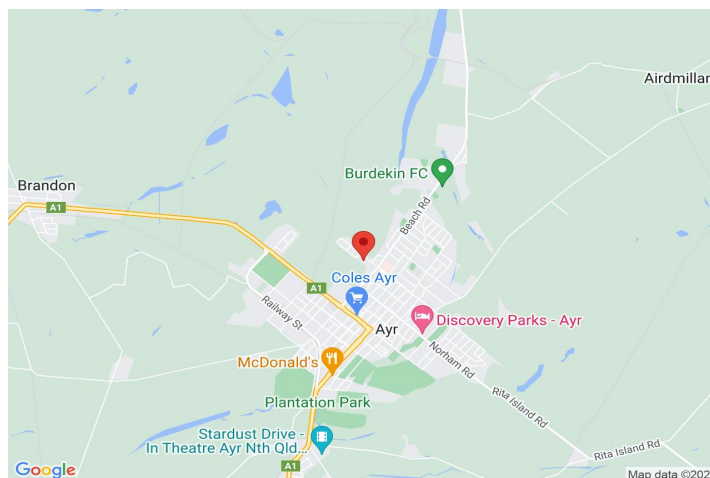 Airdmillan
Burdekin FC
Brandon
A1
Beach Rd
Coles Ayr
A1
Railway St
Ayr
Discovery Parks - Ayr
McDonald's
Norham Rd
Plantation Park
Rita Island Rd
Stardust Drive -
In Theatre Ayr Nth Qld...
Rita Island Rd
A1
Google
Map data ©202